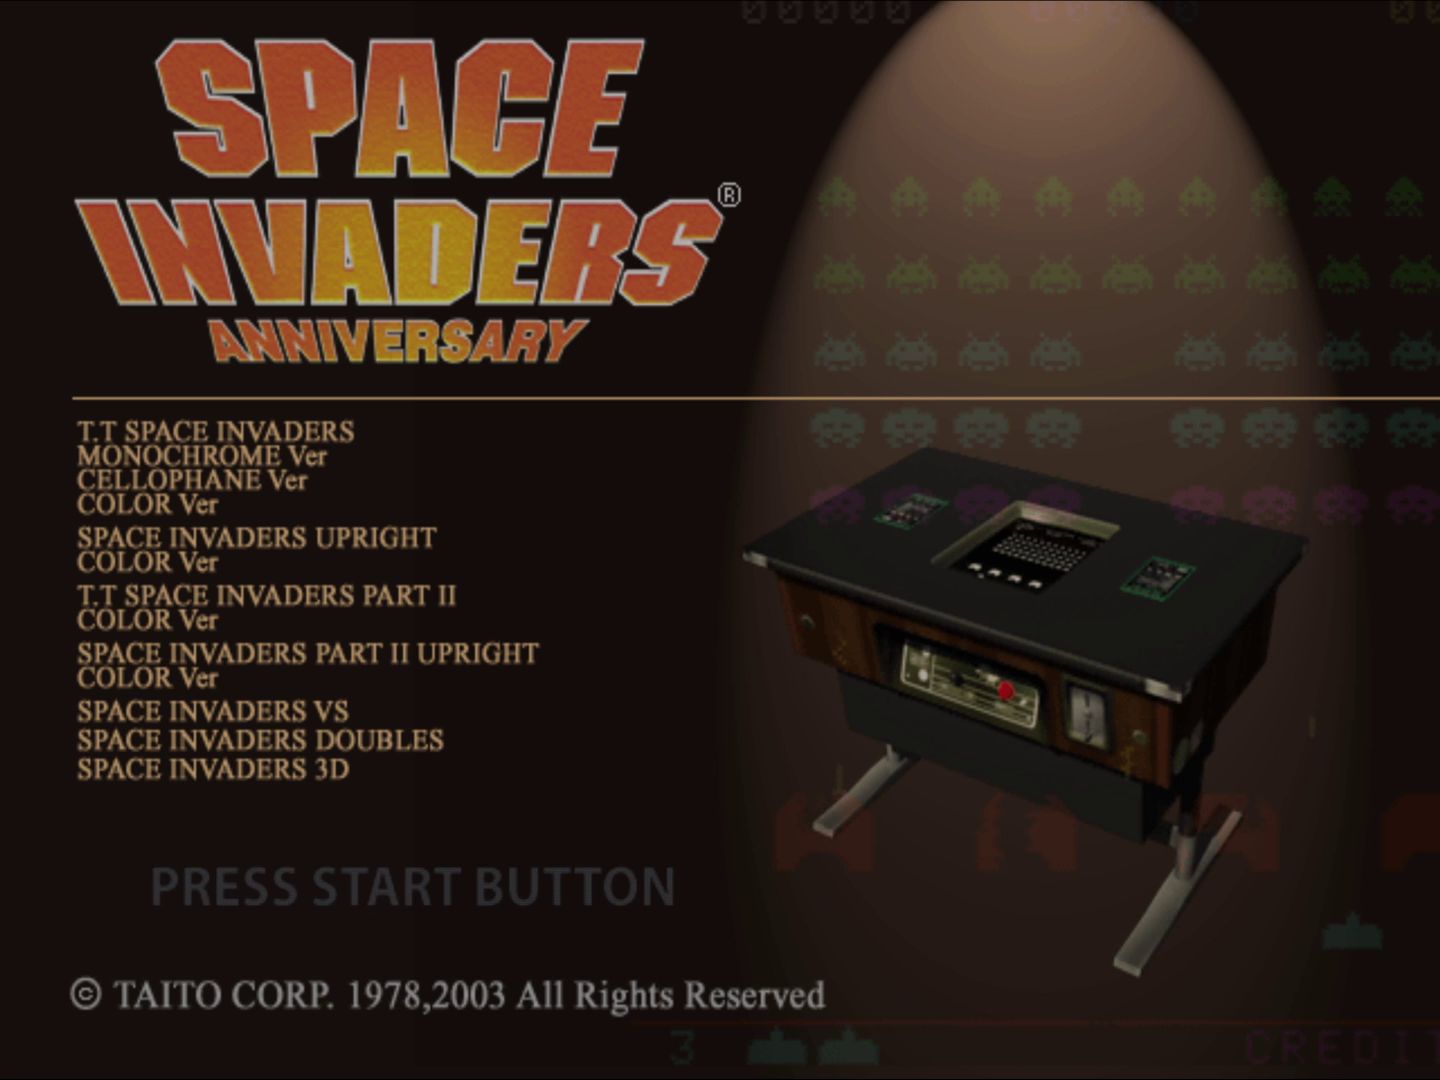 00000
SPACE
INVADERS®
ANNIVERSARY
T.T SPACE INVADERS
MONOCHROME Ver
CELLOPHANE Ver
COLOR Ver
SPACE INVADERS UPRIGHT
COLOR Ver
T.T SPACE INVADERS PART II
COLOR Ver
SPACE INVADERS PART II UPRIGHT
COLOR Ver
SPACE INVADERS VS
SPACE INVADERS DOUBLES
SPACE INVADERS 3D
PRESS START BUTTON
© TAITO CORP. 1978,2003 All Rights Reserved
3